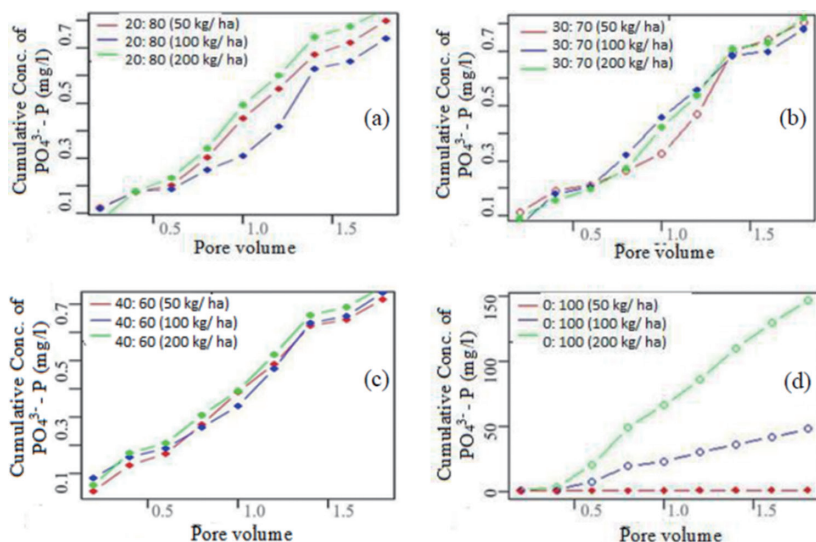 Cumulative Conc. of
PO₄³⁻ - P (mg/l)
0.1 0.3 0.5 0.7
20: 80 (50 kg/ ha)
20: 80 (100 kg/ ha)
20: 80 (200 kg/ ha)
(a)
0.5 1.0 1.5
Pore volume
Cumulative Conc. of
PO₄³⁻ - P (mg/l)
0.1 0.3 0.5 0.7
30: 70 (50 kg/ ha)
30: 70 (100 kg/ ha
30: 70 (200 kg/ ha)
(b)
0.5 1.0 1.5
Pore volume
Cumulative Conc. of
PO₄³⁻ - P (mg/l)
0.1 0.3 0.5 0.7
40: 60 (50 kg/ ha)
40: 60 (100 kg/ ha)
40: 60 (200 kg/ ha)
(c)
0.5 1.0 1.5
Pore volume
Cumulative Conc. of
PO₄³⁻ - P (mg/l)
0 50 100 150
0: 100 (50 kg/ ha)
0: 100 (100 kg/ ha)
0: 100 (200 kg/ ha)
(d)
0.5 1.0 1.5
Pore volume